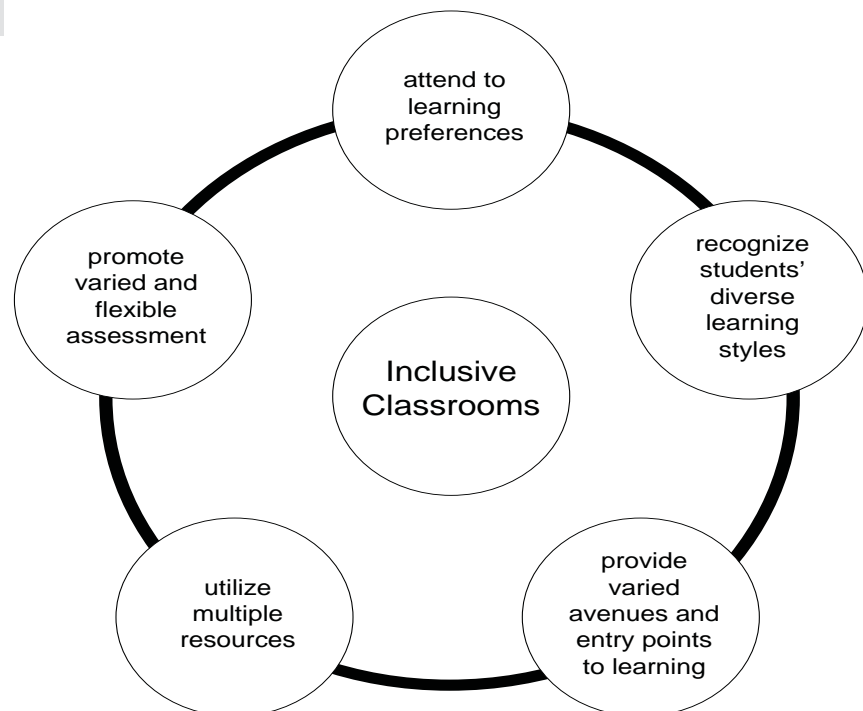 attend to
learning
preferences
recognize
students’
diverse
learning
styles
provide
varied
avenues and
entry points
to learning
utilize
multiple
resources
promote
varied and
flexible
assessment
Inclusive
Classrooms